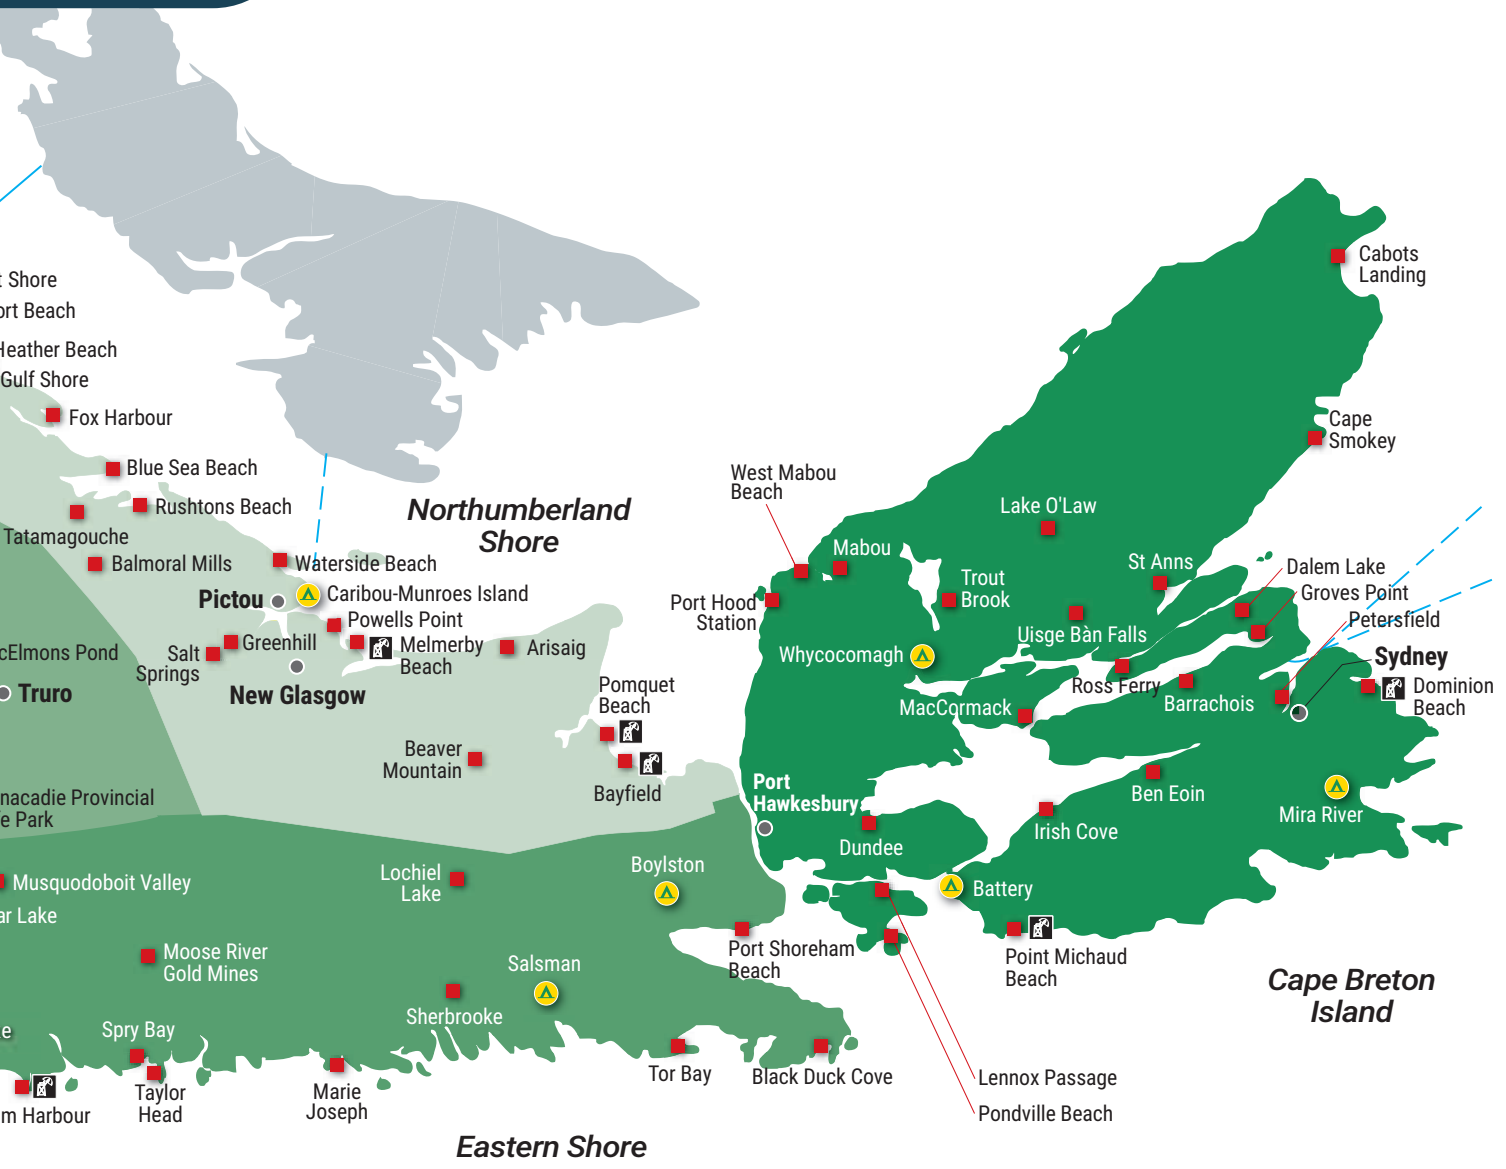 Shore
Beach
Heather Beach
Gulf Shore
Fox Harbour
Blue Sea Beach
Rushtons Beach
Tatamagouche
Balmoral Mills
Waterside Beach
Pictou
Caribou-Munroes Island
Powells Point
Greenhill
Melmerby
Beach
Salt
Springs
Arisaig
New Glasgow
cElmons Pond
Truro
Northumberland
Shore
Pomquet
Beach
Beaver
Mountain
Bayfield
nacadie Provincial
e Park
Musquodoboit Valley
ar Lake
Lochiel
Lake
Boylston
Moose River
Gold Mines
Salsman
Sherbrooke
Port Shoreham
Beach
e
Spry Bay
Taylor
Head
m Harbour
Marie
Joseph
Tor Bay
Black Duck Cove
Eastern Shore
Cabots
Landing
Cape
Smokey
West Mabou
Beach
Lake O'Law
Mabou
St Anns
Trout
Brook
Dalem Lake
Groves Point
Petersfield
Port Hood
Station
Uisge Bàn Falls
Whycocomagh
Sydney
Ross Ferry
Dominion
Beach
MacCormack
Barrachois
Port
Hawkesbury
Ben Eoin
Mira River
Irish Cove
Dundee
Battery
Point Michaud
Beach
Cape Breton
Island
Lennox Passage
Pondville Beach